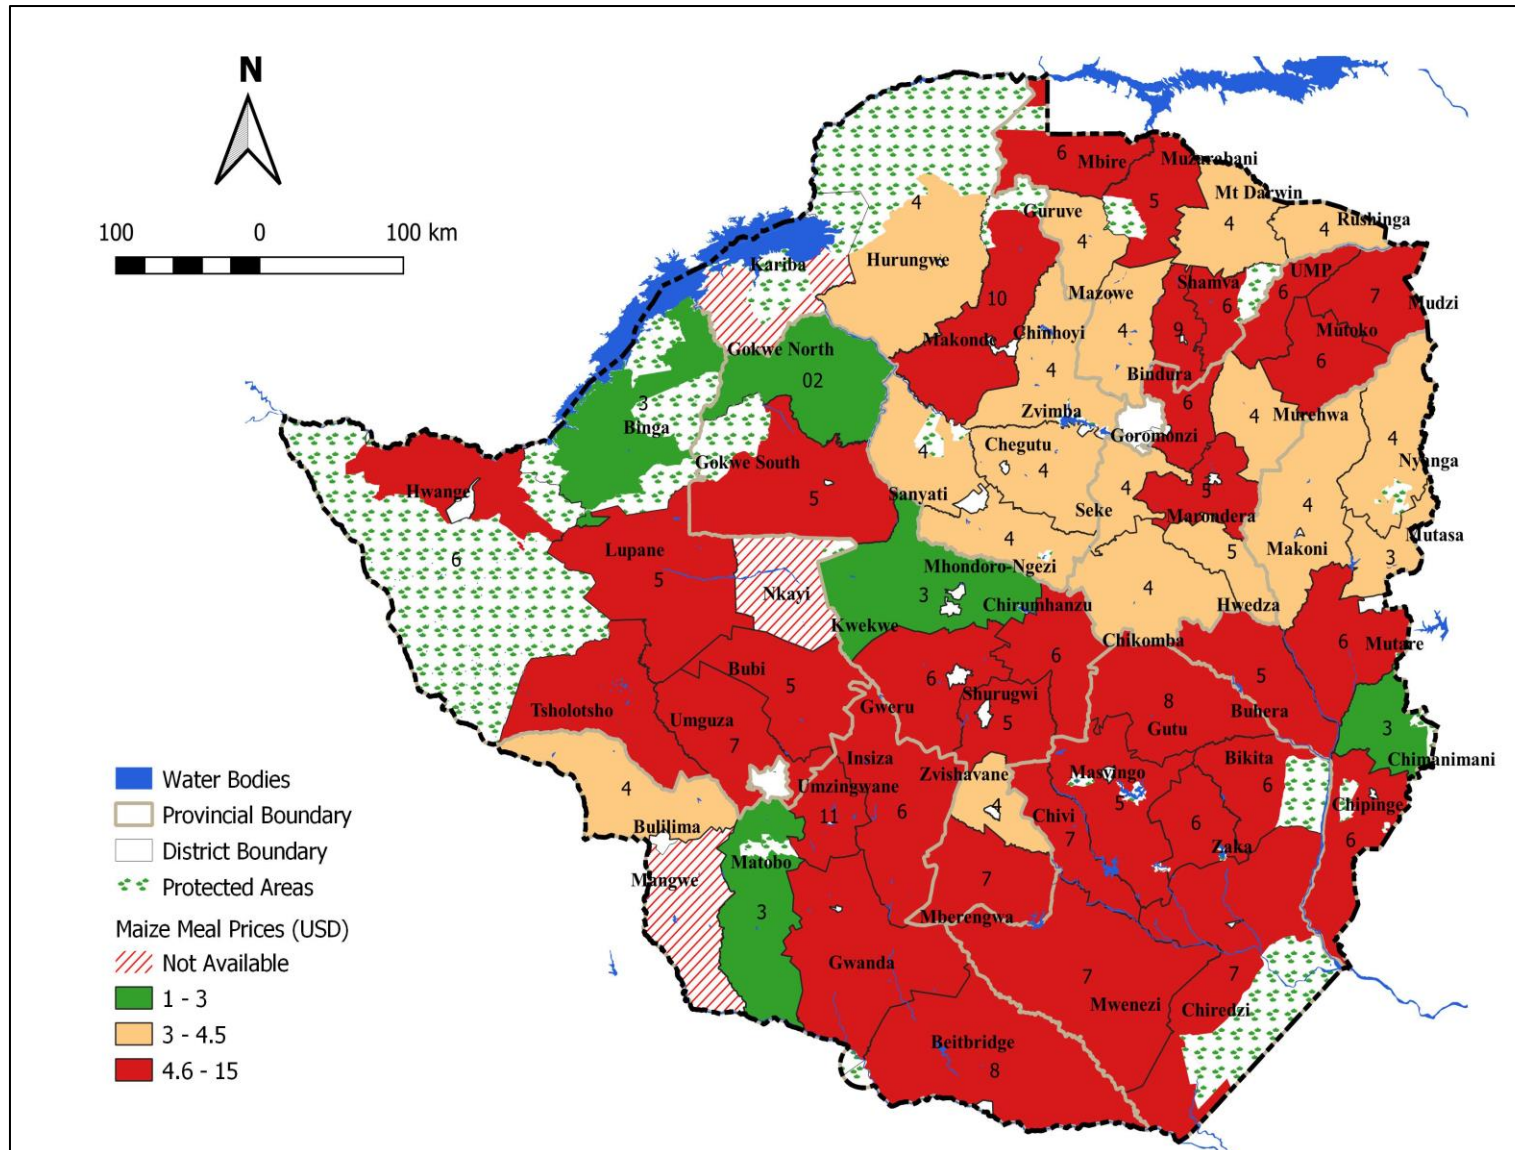 N
100 0 100 km
6
Mbire
Muzarabani
5
Mt Darwin
4
Rushinga
4
4
Hurungwe
Guruve
4
Kariba
10
Makonde
Mazowe
4
Chinhoyi
4
Shamva
6
9
Bindura
UMP
6
7
Mudzi
Mutoko
6
Gokwe North
02
3
Binga
Zvimba
Goromonzi
6
4
Murehwa
4
Nyanga
Chegutu
4
4
Sanyati
Gokwe South
5
Hwange
6
Seke
4
5
Marondera
4
Makoni
Mutasa
3
Lupane
5
Nkayi
4
Mhondoro-Ngezi
3
Kwekwe
Chirumhanzu
6
4
5
Hwedza
Chikomba
6
Mutare
Bubi
5
Tsholotsho
Umguza
7
Gweru
6
Shurugwi
5
8
Gutu
5
Buhera
3
Chimanimani
Insiza
6
Umzingwane
11
Zvishavane
4
Chivi
7
Masvingo
5
Bikita
6
6
Zaka
Chipinge
6
4
Bulilima
Mangwe
Matobo
3
7
Mberengwa
Gwanda
7
Mwenezi
7
Chiredzi
Beitbridge
8
Water Bodies
Provincial Boundary
District Boundary
Protected Areas
Maize Meal Prices (USD)
Not Available
1 - 3
3 - 4.5
4.6 - 15